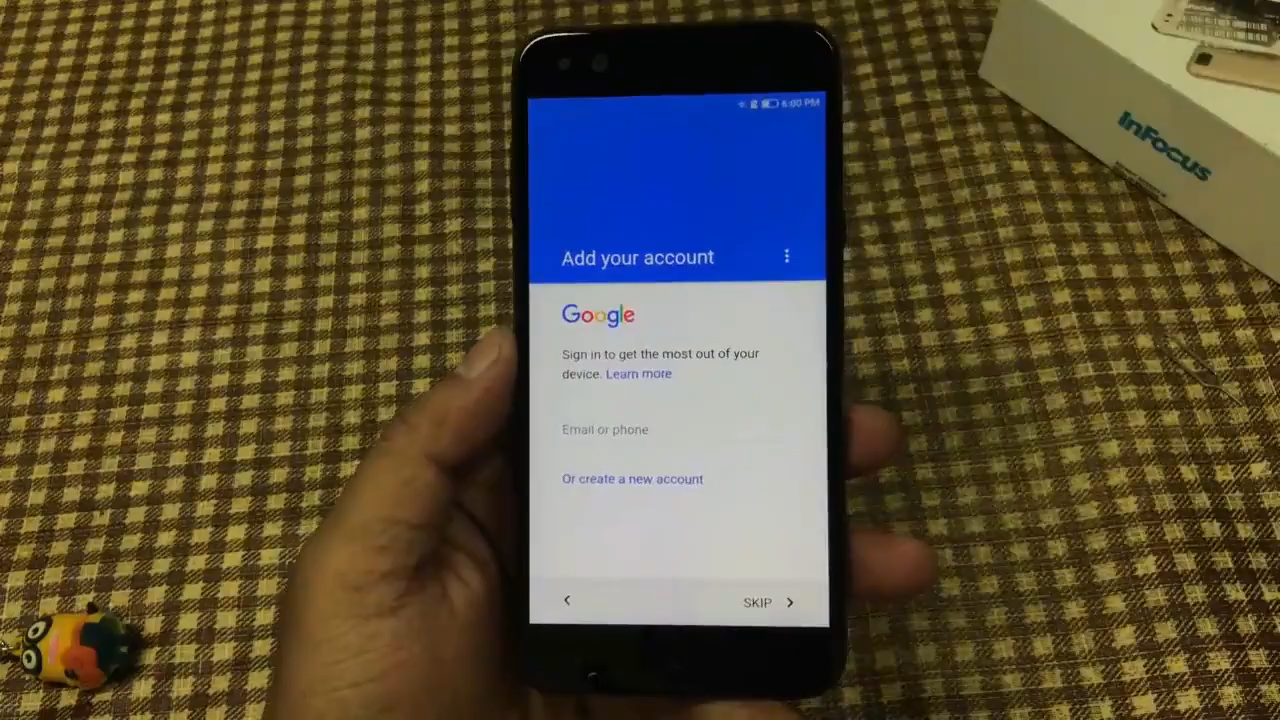 6:00 PM
Add your account
Google
Sign in to get the most out of your
device. Learn more
Email or phone
Or create a new account
SKIP
InFocus